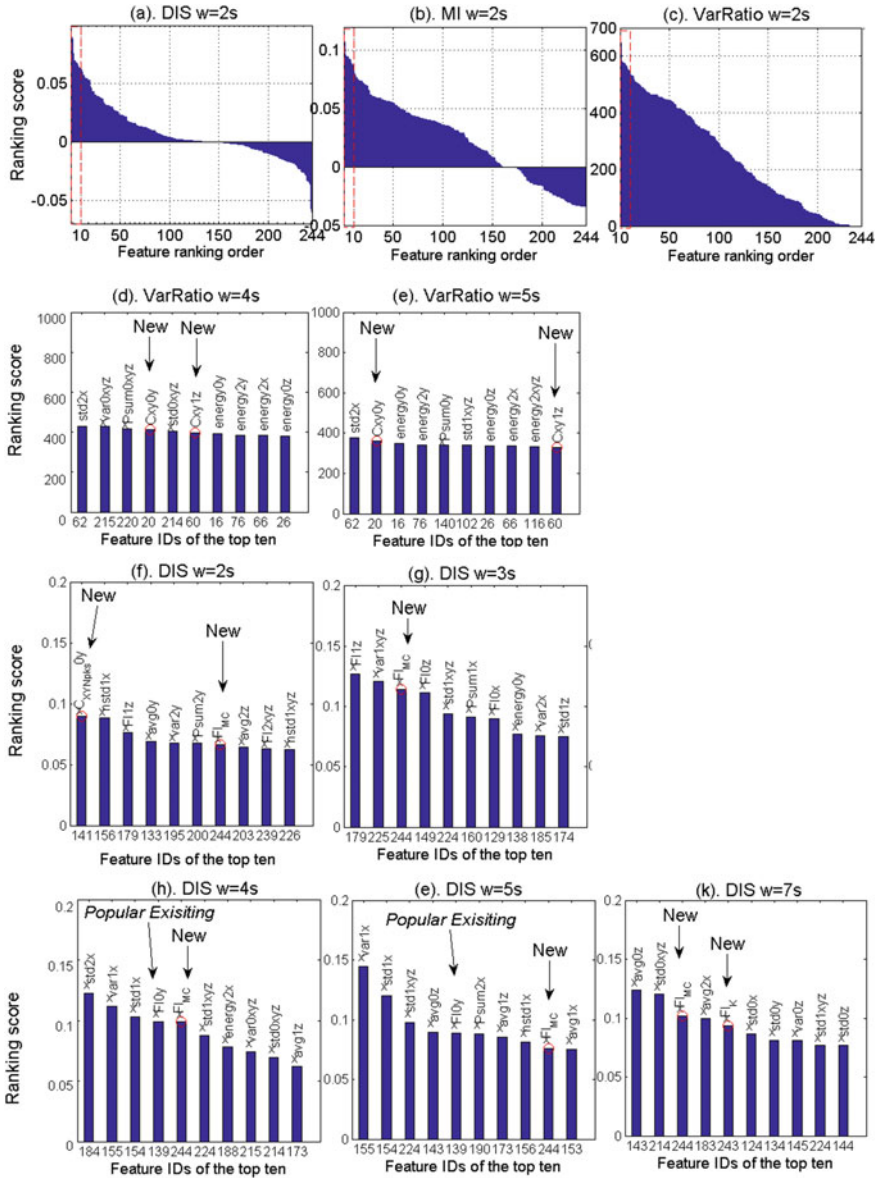 (a). DIS w=2s
(b). MI w=2s
(c). VarRatio w=2s
Ranking score
0.05
0
-0.05
0.1
0.05
0
-0.05
700
600
400
200
0
10 50 100 150 200 244
10 50 100 150 200 244
10 50 100 150 200 244
Feature ranking order
Feature ranking order
Feature ranking order
(d). VarRatio w=4s
(e). VarRatio w=5s
Ranking score
1000
800
600
400
200
0
New
New
std2x var0xyz Psum0xyz Cxy0y std0xyz Cxy1z energy0y energy2y energy2x energy0z
62 215 220 20 214 60 16 76 66 26
Feature IDs of the top ten
1000
800
600
400
200
0
New
New
std2x Cxy0y energy0y energy2y Psum0y std1xyz energy0z energy2x energy2xyz Cxy1z
62 20 16 76 140 102 26 66 116 60
Feature IDs of the top ten
(f). DIS w=2s
(g). DIS w=3s
Ranking score
0.2
0.15
0.1
0.05
0
New
New
CXYNpks0y hstd1x FI1z avg0y var2y Psum2y FIMC avg2z FI2xyz hstd1xyz
141 156 179 133 195 200 244 203 239 226
Feature IDs of the top ten
0.2
0.15
0.1
0.05
0
New
FI1z var1xyz FIMC FI0z std1xyz Psum1x FI0x energy0y var2x std1z
179 225 244 149 224 160 129 138 185 174
Feature IDs of the top ten
(h). DIS w=4s
(e). DIS w=5s
(k). DIS w=7s
Ranking score
0.2
0.15
0.1
0.05
0
Popular Exisiting
New
std2x var1x std1x FI0y FIMC std1xyz energy2x var0xyz std0xyz avg1z
184 155 154 139 244 224 188 215 214 173
Feature IDs of the top ten
0.2
0.15
0.1
0.05
0
Popular Exisiting
New
var1x std1x std1xyz avg0z FI0y Psum2x avg1z hstd1x FIMC avg1x
155 154 224 143 139 190 173 156 244 153
Feature IDs of the top ten
0.2
0.15
0.1
0.05
0
New
New
avg0z std0xyz FIMC avg2x FIK std0x std0y var0z std1xyz std0z
143 214 244 183 243 124 134 145 224 144
Feature IDs of the top ten